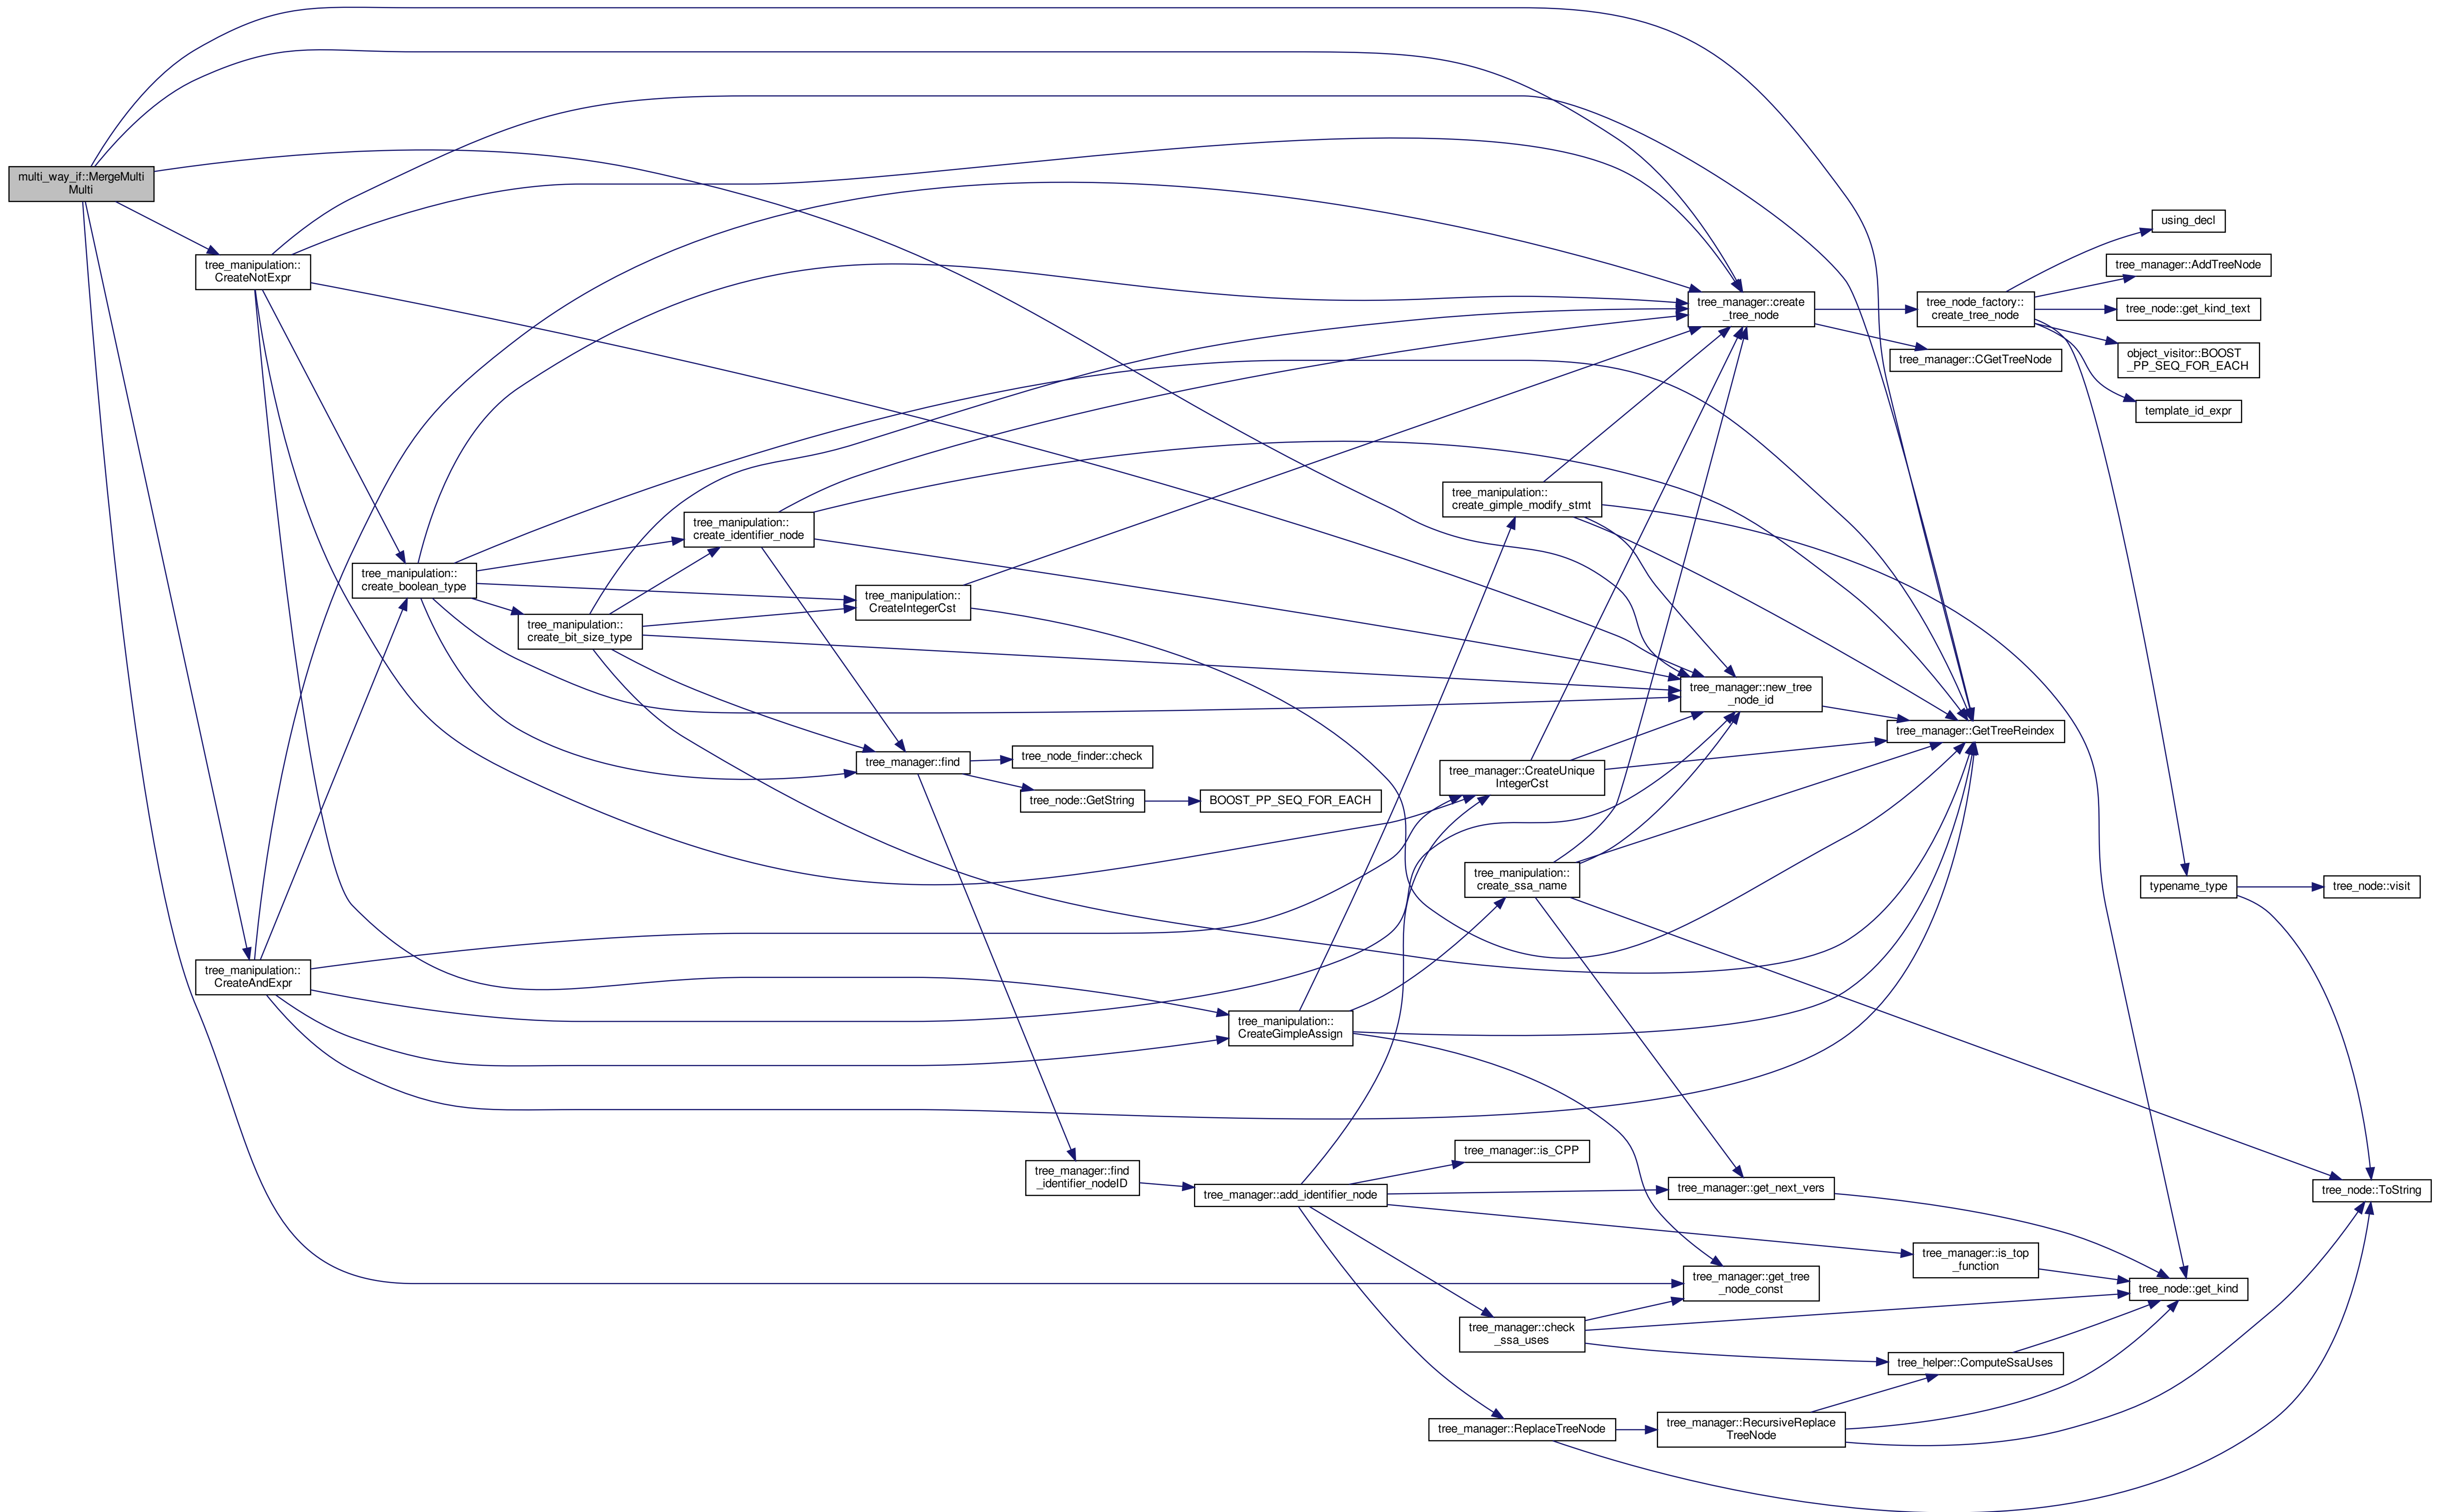 multi_way_if::MergeMulti
Multi
tree_manipulation::
CreateNotExpr
tree_manipulation::
create_boolean_type
tree_manipulation::
CreateAndExpr
tree_manipulation::
create_identifier_node
tree_manipulation::
create_bit_size_type
tree_manipulation::
CreateIntegerCst
tree_manager::find
tree_node_finder::check
tree_node::GetString
BOOST_PP_SEQ_FOR_EACH
tree_manager::find
_identifier_nodeID
tree_manipulation::
CreateGimpleAssign
tree_manager::add_identifier_node
tree_manipulation::
create_gimple_modify_stmt
tree_manager::CreateUnique
IntegerCst
tree_manipulation::
create_ssa_name
tree_manager::is_CPP
tree_manager::check
_ssa_uses
tree_manager::ReplaceTreeNode
tree_manager::create
_tree_node
tree_manager::new_tree
_node_id
tree_manager::get_next_vers
tree_manager::get_tree
_node_const
tree_manager::RecursiveReplace
TreeNode
tree_node_factory::
create_tree_node
tree_manager::CGetTreeNode
tree_manager::GetTreeReindex
tree_manager::is_top
_function
tree_helper::ComputeSsaUses
using_decl
tree_manager::AddTreeNode
tree_node::get_kind_text
object_visitor::BOOST
_PP_SEQ_FOR_EACH
template_id_expr
typename_type
tree_node::get_kind
tree_node::visit
tree_node::ToString